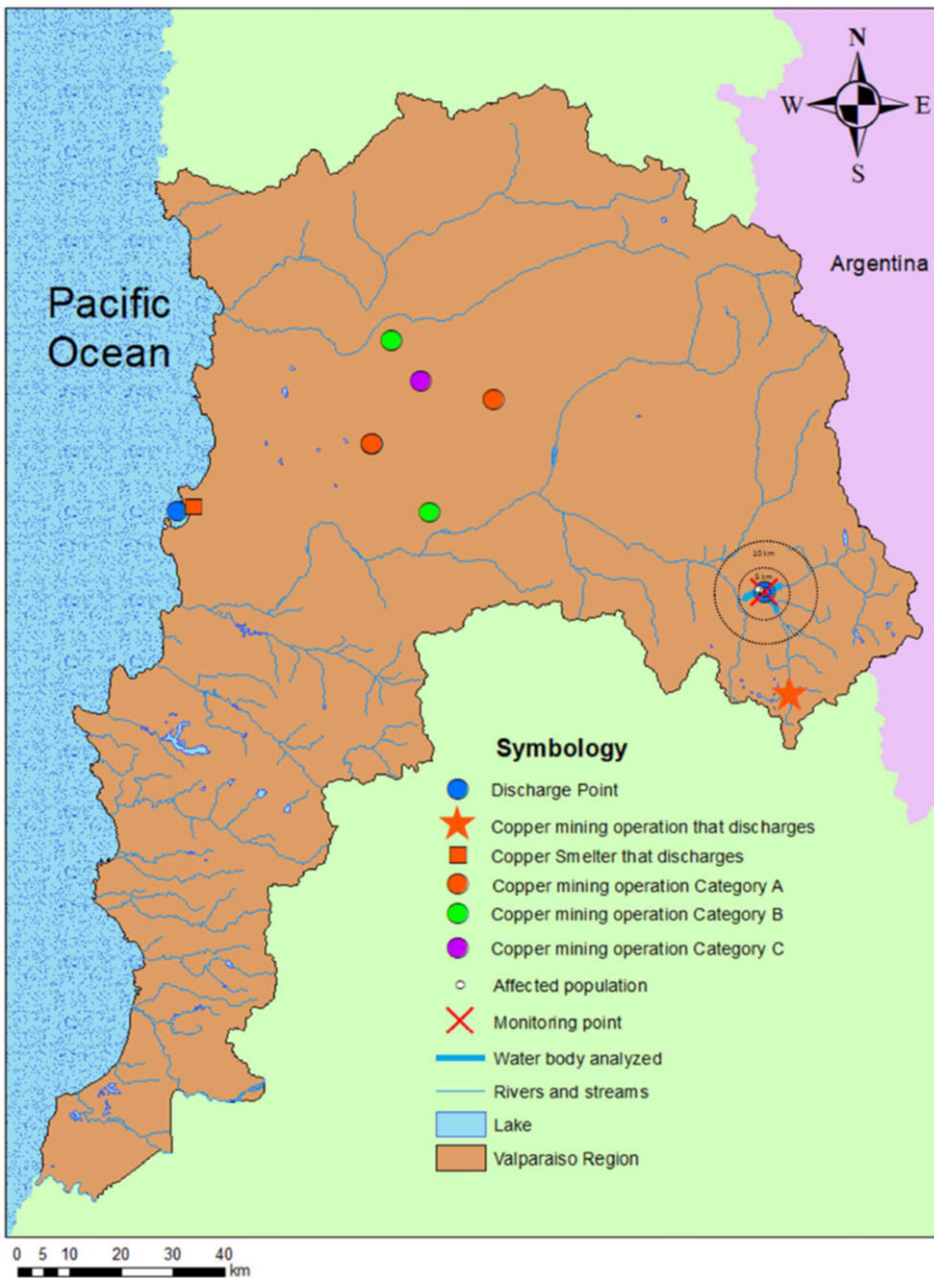 N
W E
S
Argentina
Pacific
Ocean
10 km
5 km
Symbology
Discharge Point
Copper mining operation that discharges
Copper Smelter that discharges
Copper mining operation Category A
Copper mining operation Category B
Copper mining operation Category C
Affected population
Monitoring point
Water body analyzed
Rivers and streams
Lake
Valparaiso Region
0 5 10 20 30 40
km